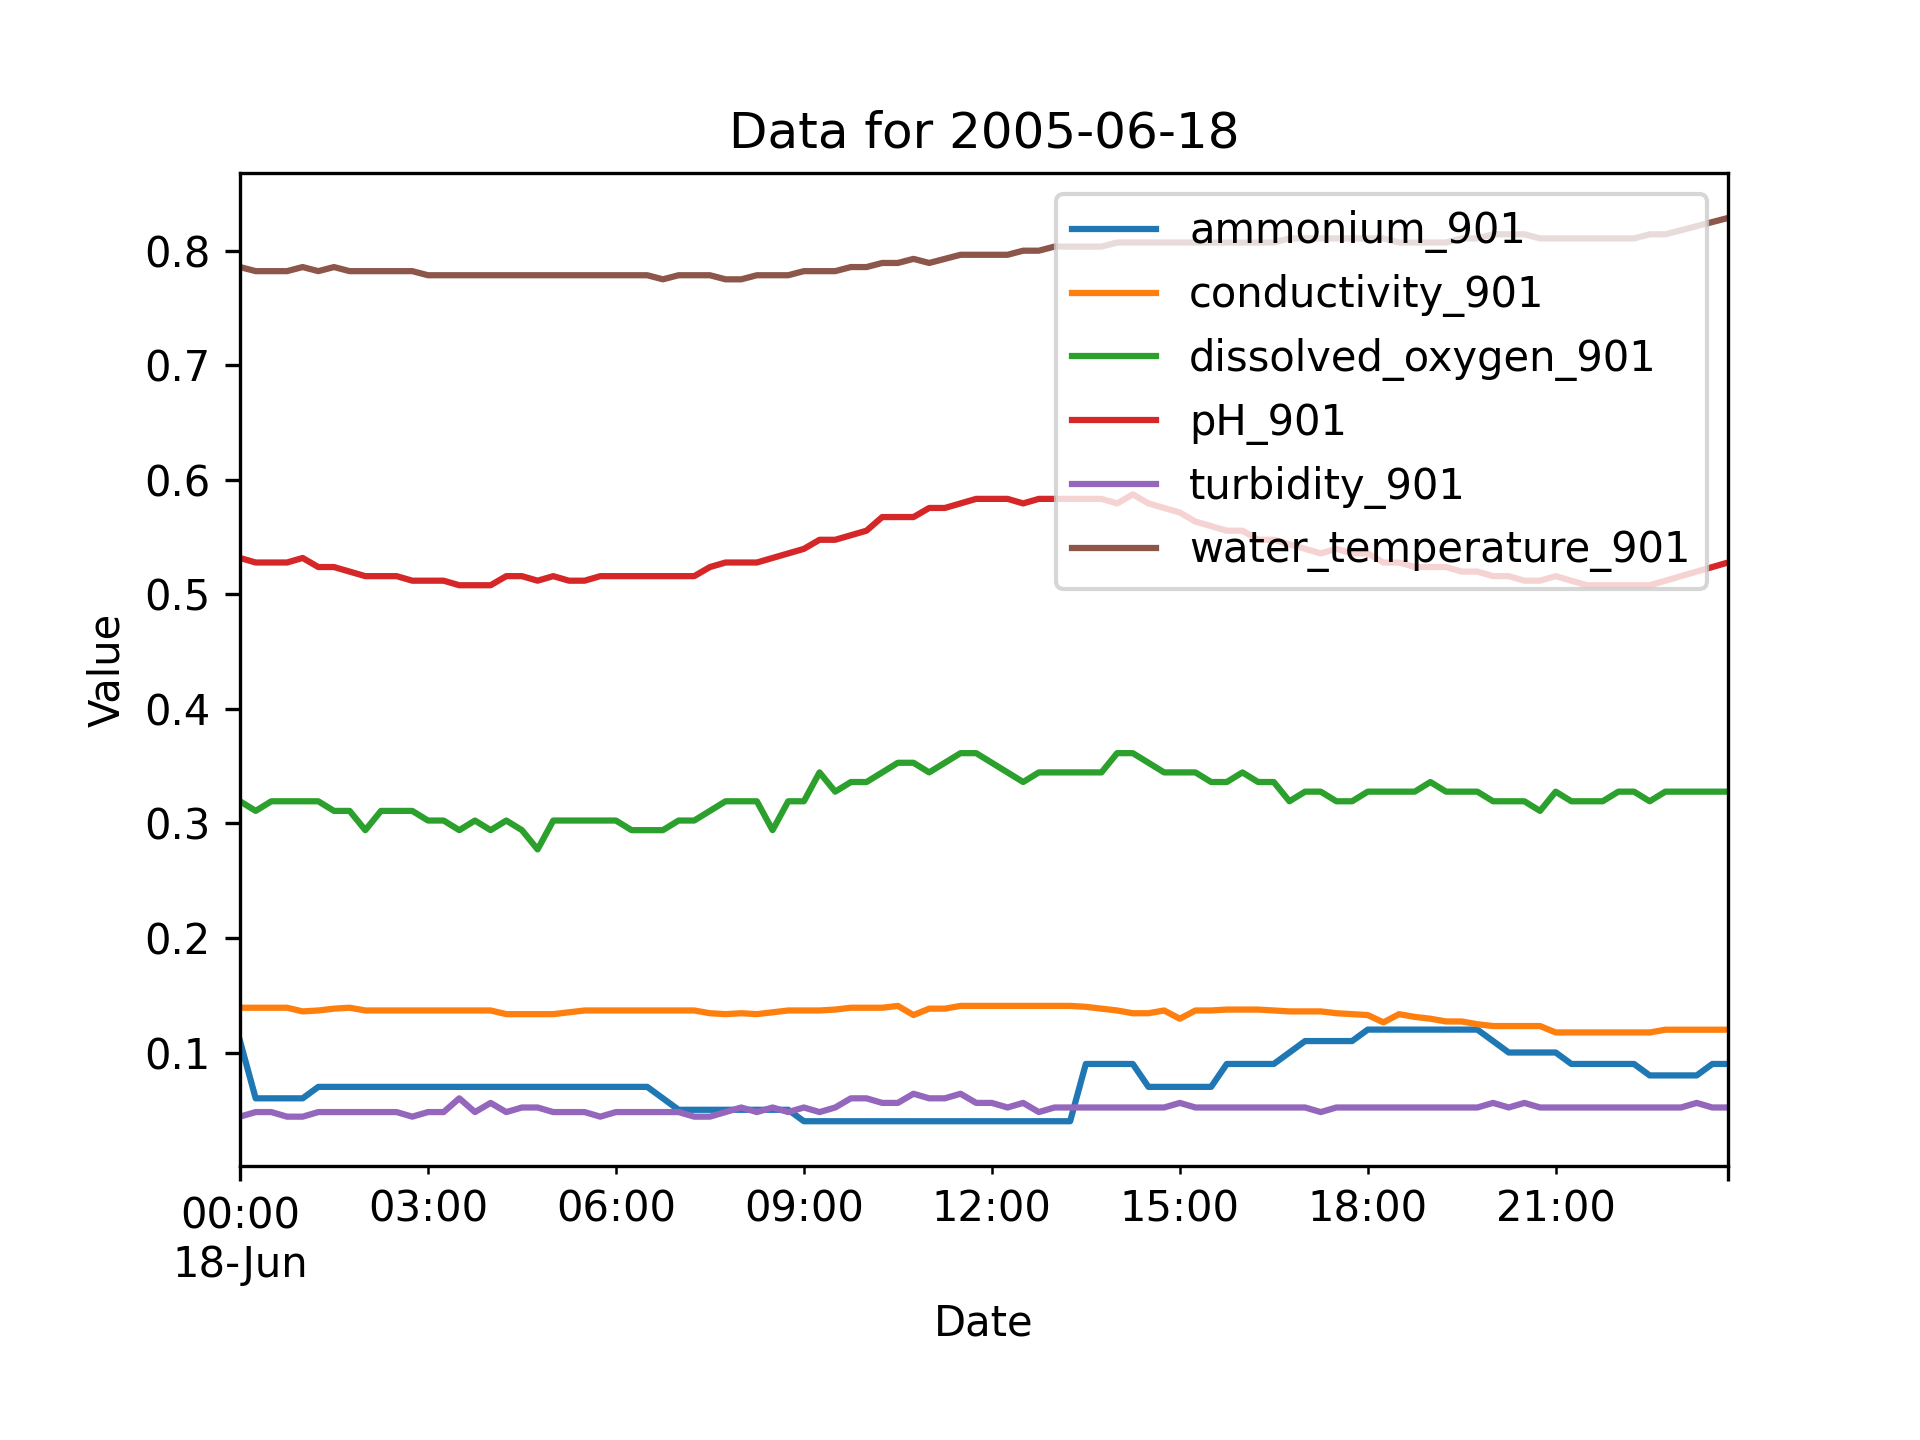 Data for 2005-06-18
ammonium_901
conductivity_901
dissolved_oxygen_901
pH_901
turbidity_901
water_temperature_901
0.8
0.7
0.6
0.5
0.4
0.3
0.2
0.1
Value
00:00 03:00 06:00 09:00 12:00 15:00 18:00 21:00
18-Jun
Date